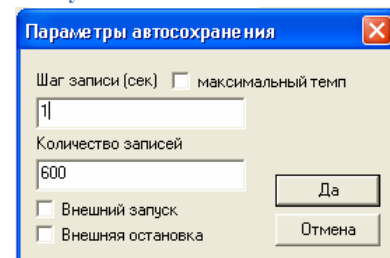 Параметры автосохранения
Шаг записи (сек) максимальный темп
1
Количество записей
600
Да
Внешний запуск
Внешняя остановка
Отмена